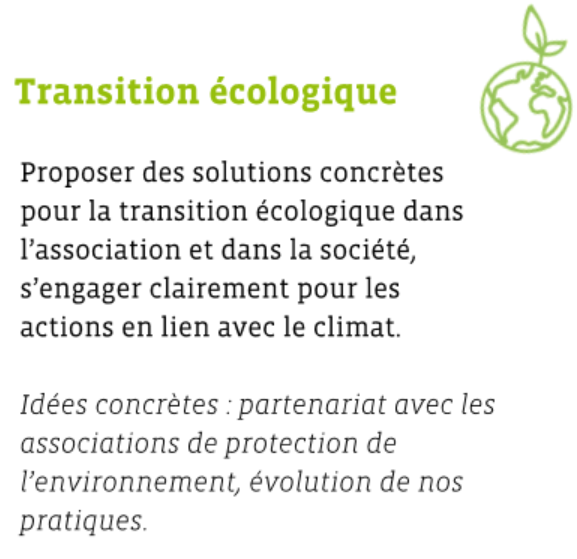 Transition écologique
Proposer des solutions concrètes
pour la transition écologique dans
l’association et dans la société,
s’engager clairement pour les
actions en lien avec le climat.
Idées concrètes : partenariat avec les
associations de protection de
l’environnement, évolution de nos
pratiques.